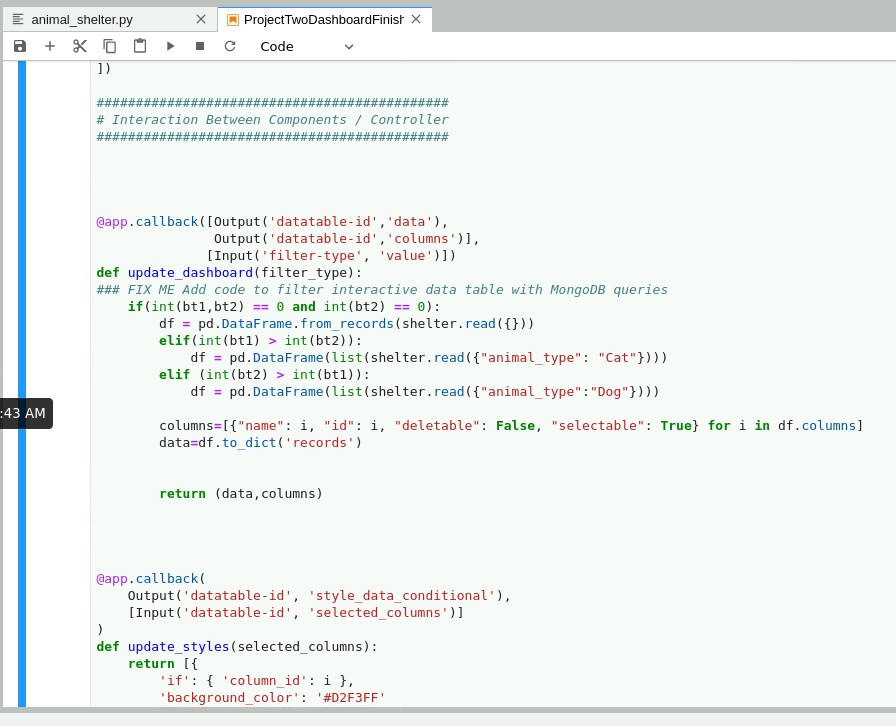 animal_shelter.py
ProjectTwoDashboardFinish
Code
])
#############################################
# Interaction Between Components / Controller
#############################################
@app.callback([Output('datatable-id','data'),
Output('datatable-id','columns')],
[Input('filter-type', 'value')])
def update_dashboard(filter_type):
### FIX ME Add code to filter interactive data table with MongoDB queries
if(int(bt1,bt2) == 0 and int(bt2) == 0):
df = pd.DataFrame.from_records(shelter.read({}))
elif(int(bt1) > int(bt2)):
df = pd.DataFrame(list(shelter.read({"animal_type": "Cat"})))
elif (int(bt2) > int(bt1)):
df = pd.DataFrame(list(shelter.read({"animal_type":"Dog"})))
:43 AM
columns=[{"name": i, "id": i, "deletable": False, "selectable": True} for i in df.columns]
data=df.to_dict('records')
return (data,columns)
@app.callback(
Output('datatable-id', 'style_data_conditional'),
[Input('datatable-id', 'selected_columns')]
)
def update_styles(selected_columns):
return [{
'if': { 'column_id': i },
'background_color': '#D2F3FF'